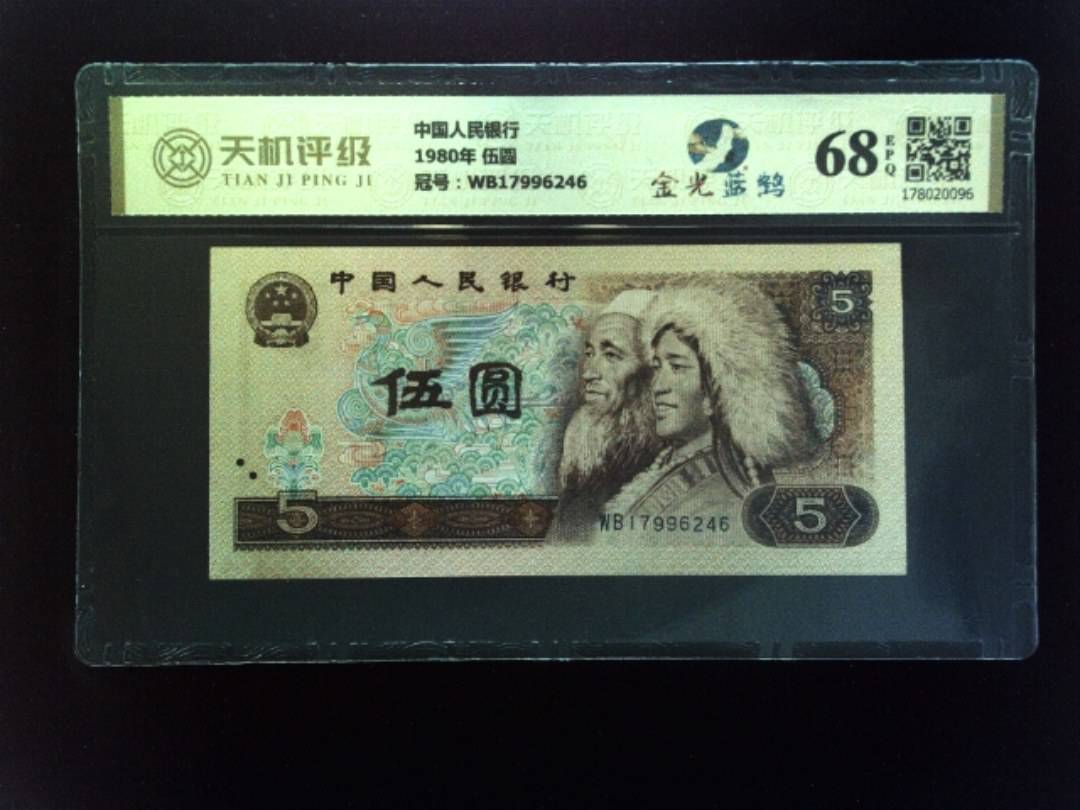 天机评级
TIAN JI PING JI
中国人民银行
1980年 伍圆
冠号：WB17996246
金光蓝鹤
68
EPQ
178020096
中国人民银行
5
伍圆
5
WB17996246
5